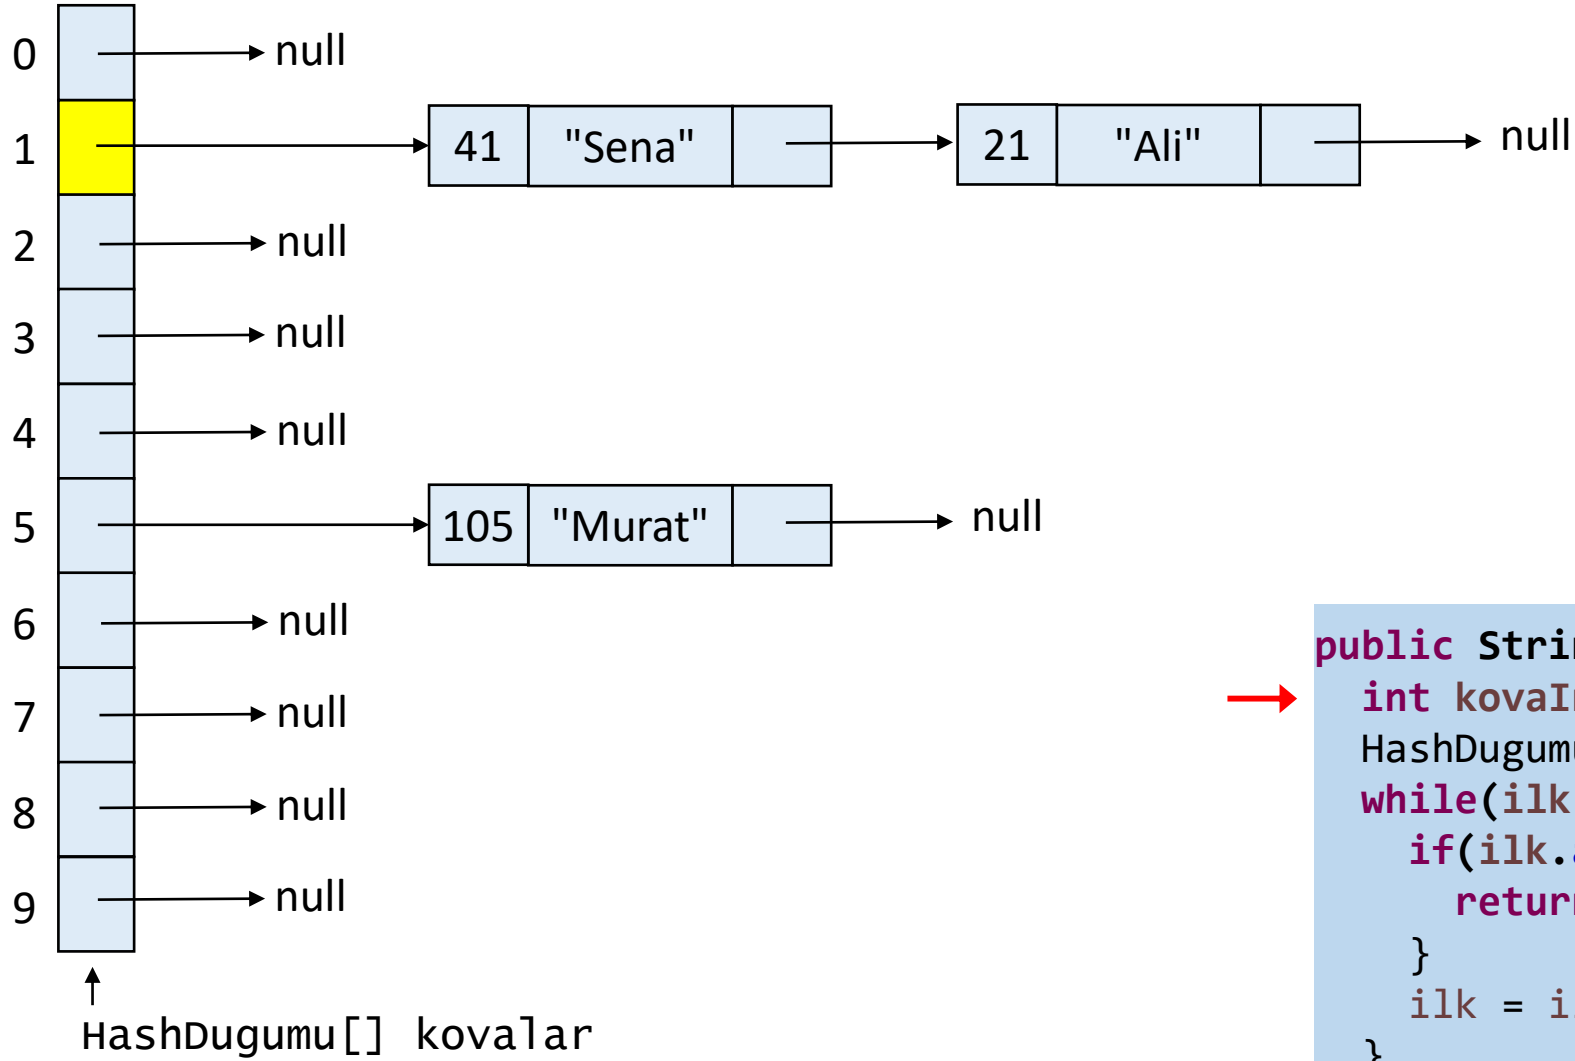 0 null
1 41 "Sena" 21 "Ali" null
2 null
3 null
4 null
5 105 "Murat" null
6 null
7 null
8 null
9 null
HashDugumu[] kovalar
public
int
while(ilk
if(ilk.
}
ilk =
}